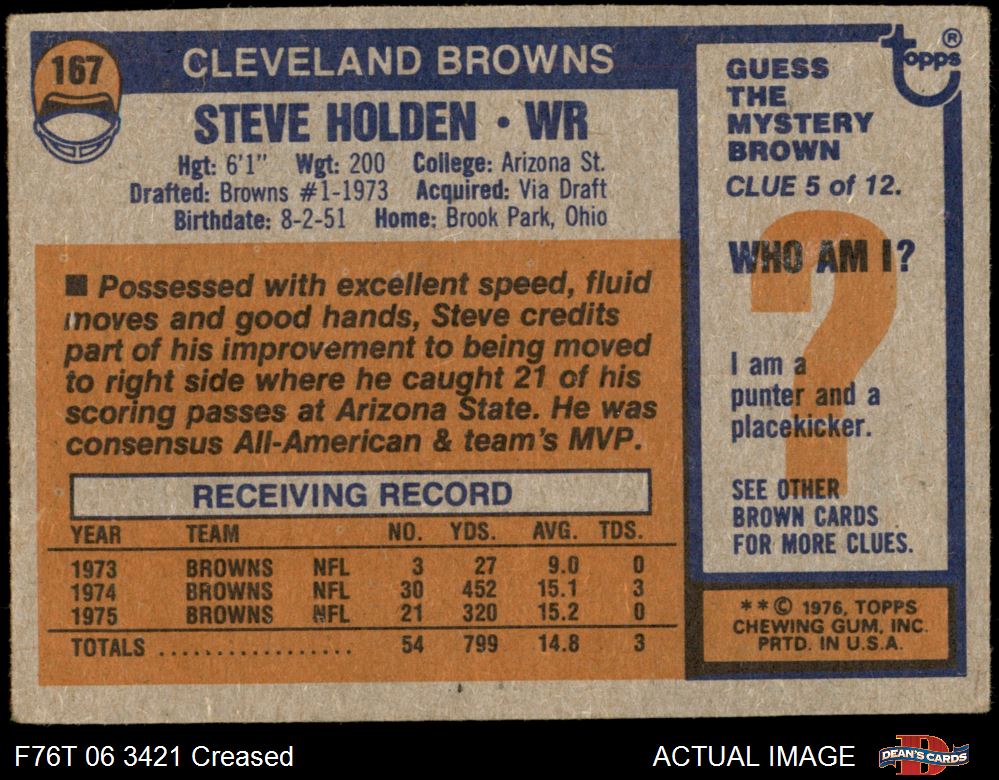 167
CLEVELAND BROWNS
STEVE HOLDEN • WR
Hgt: 6'1" Wgt: 200 College: Arizona St.
Drafted: Browns #1-1973 Acquired: Via Draft
Birthdate: 8-2-51 Home: Brook Park, Ohio
■ Possessed with excellent speed, fluid
moves and good hands, Steve credits
part of his improvement to being moved
to right side where he caught 21 of his
scoring passes at Arizona State. He was
consensus All-American & team's MVP.
RECEIVING RECORD
YEAR TEAM NO. YDS. AVG. TDS.
1973 BROWNS NFL 3 27 9.0 0
1974 BROWNS NFL 30 452 15.1 3
1975 BROWNS NFL 21 320 15.2 0
TOTALS .................. 54 799 14.8 3
Topps ®
GUESS
THE
MYSTERY
BROWN
CLUE 5 of 12.
WHO AM I?
?
I am a
punter and a
placekicker.
SEE OTHER
BROWN CARDS
FOR MORE CLUES.
* * © 1976, TOPPS
CHEWING GUM, INC.
PRTD. IN U.S.A.
F76T 06 3421 Creased
ACTUAL IMAGE
D
DEAN'S CARDS